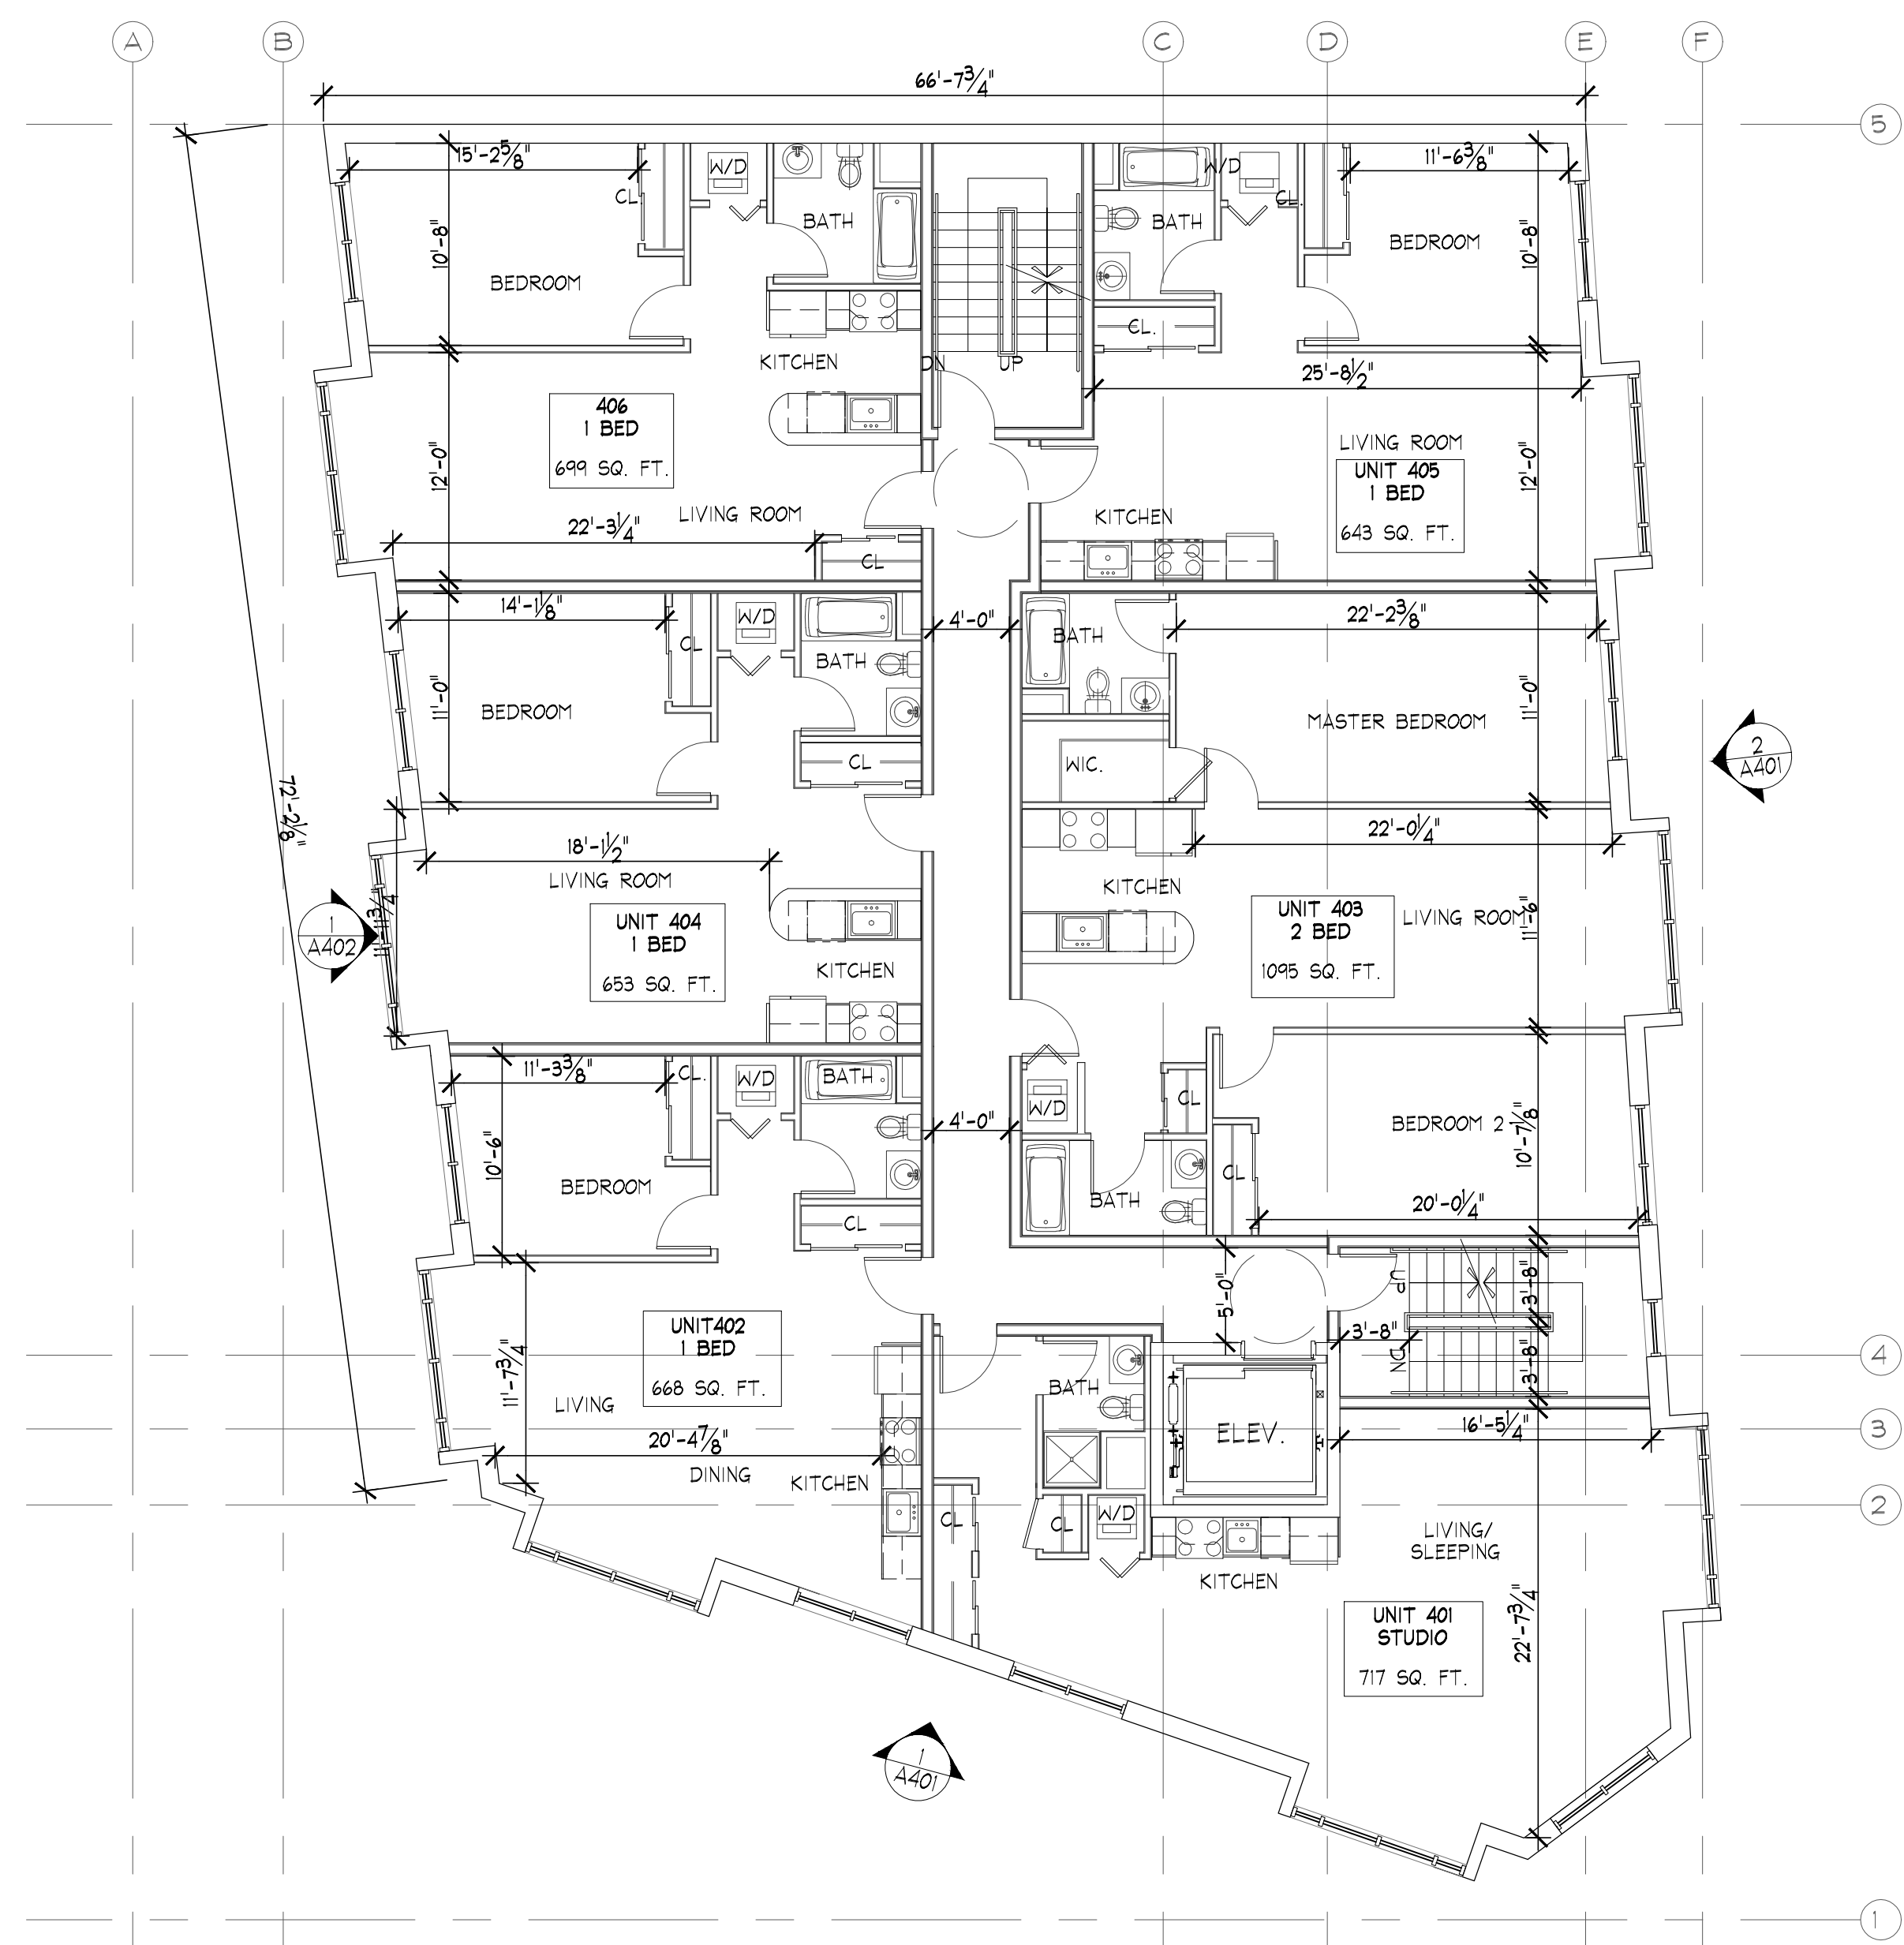 A
B
C
D
E
F
66'-7 3/4"
5
15'-2 5/8"
W/D
W/D
11'-6 3/8"
CL.
CL.
BATH
BATH
BEDROOM
10'-8"
10'-8"
BEDROOM
CL.
KITCHEN
DN
UP
25'-8 1/2"
406
1 BED
699 SQ. FT.
LIVING ROOM
UNIT 405
1 BED
643 SQ. FT.
12'-0"
12'-0"
LIVING ROOM
KITCHEN
22'-3 1/4"
CL
14'-1/8"
W/D
4'-0"
22'-2 3/8"
CL
BATH
BATH
11'-0"
BEDROOM
MASTER BEDROOM
11'-0"
CL
WIC.
2
A401
72'-2 1/8"
18'-1 1/2"
22'-0 1/4"
LIVING ROOM
KITCHEN
UNIT 404
1 BED
653 SQ. FT.
UNIT 403
2 BED
1095 SQ. FT.
LIVING ROOM
11'-6"
1
A402
11'-11 3/4"
KITCHEN
11'-3 3/8"
CL.
W/D
BATH
W/D
CL
4'-0"
BEDROOM 2
10'-7 1/8"
10'-6"
BEDROOM
CL
BATH
CL
20'-0 1/4"
5'-0"
UP
3'-8"
UNIT402
1 BED
668 SQ. FT.
3'-8"
DN
3'-8"
4
11'-7 3/4"
LIVING
BATH
ELEV.
16'-5 1/4"
3
20'-4 7/8"
DINING
KITCHEN
CL
CL
W/D
2
LIVING/
SLEEPING
KITCHEN
22'-7 3/4"
UNIT 401
STUDIO
717 SQ. FT.
1
A401
1